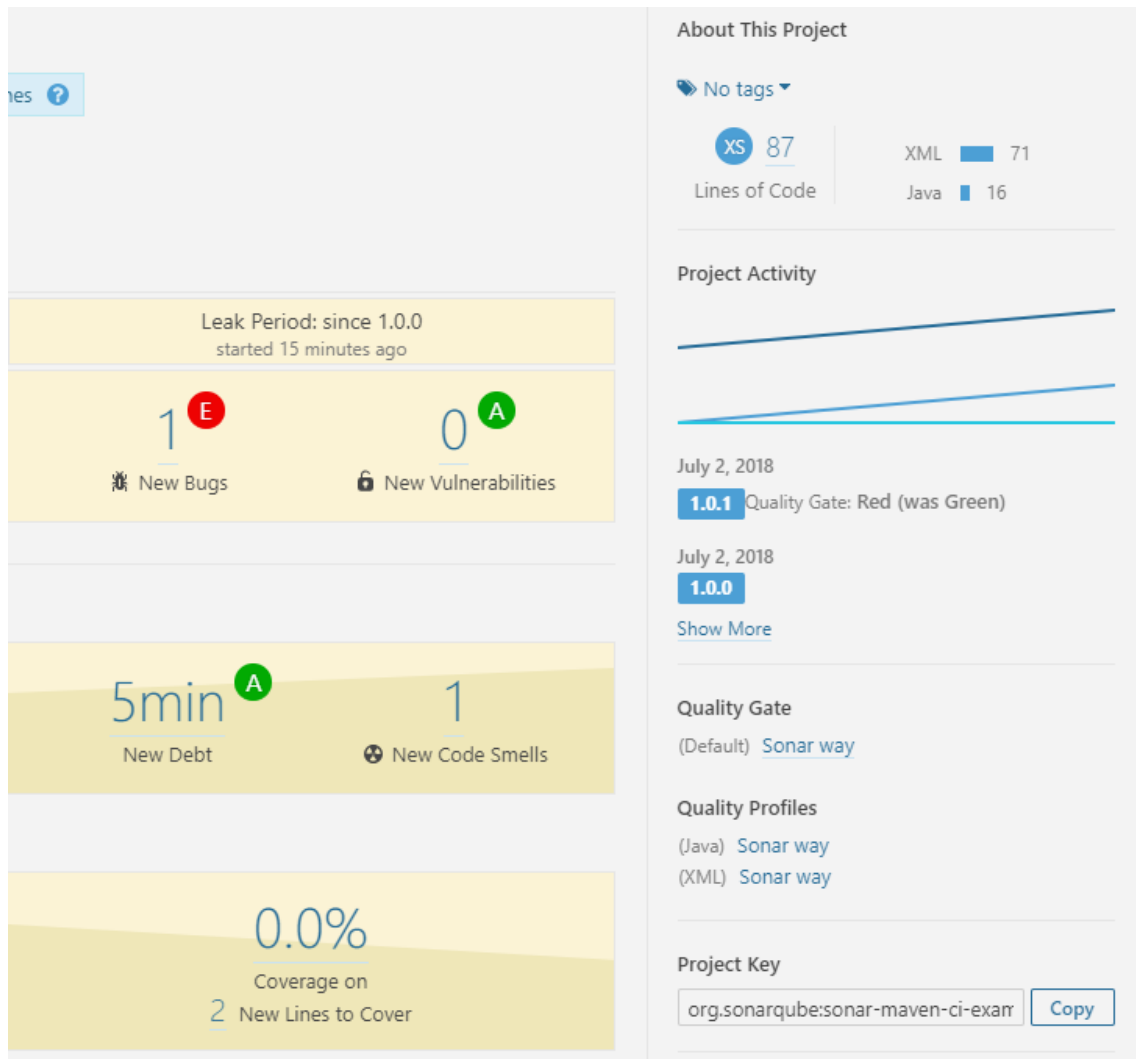 nes ?
Leak Period: since 1.0.0
started 15 minutes ago
1 E
New Bugs
0 A
New Vulnerabilities
5min A
New Debt
1
New Code Smells
0.0%
Coverage on
2 New Lines to Cover
About This Project
No tags
XS 87
Lines of Code
XML 71
Java 16
Project Activity
July 2, 2018
1.0.1 Quality Gate: Red (was Green)
July 2, 2018
1.0.0
Show More
Quality Gate
(Default) Sonar way
Quality Profiles
(Java) Sonar way
(XML) Sonar way
Project Key
org.sonarqube:sonar-maven-ci-exam Copy